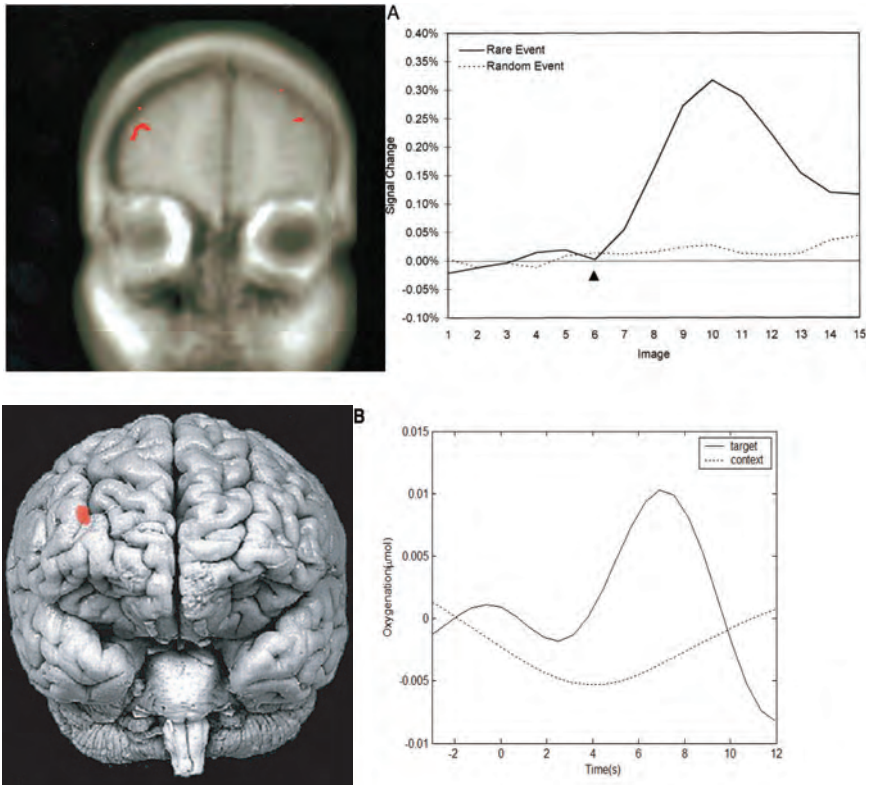 A
Rare Event
Random Event
0.40%
0.35%
0.30%
0.25%
0.20%
0.15%
0.10%
0.05%
0.00%
-0.05%
-0.10%
Signal Change
1 2 3 4 5 6 7 8 9 10 11 12 13 14 15
Image
B
target
context
0.015
0.01
0.005
0
-0.005
-0.01
Oxygenation(μmol)
-2 0 2 4 6 8 10 12
Time(s)